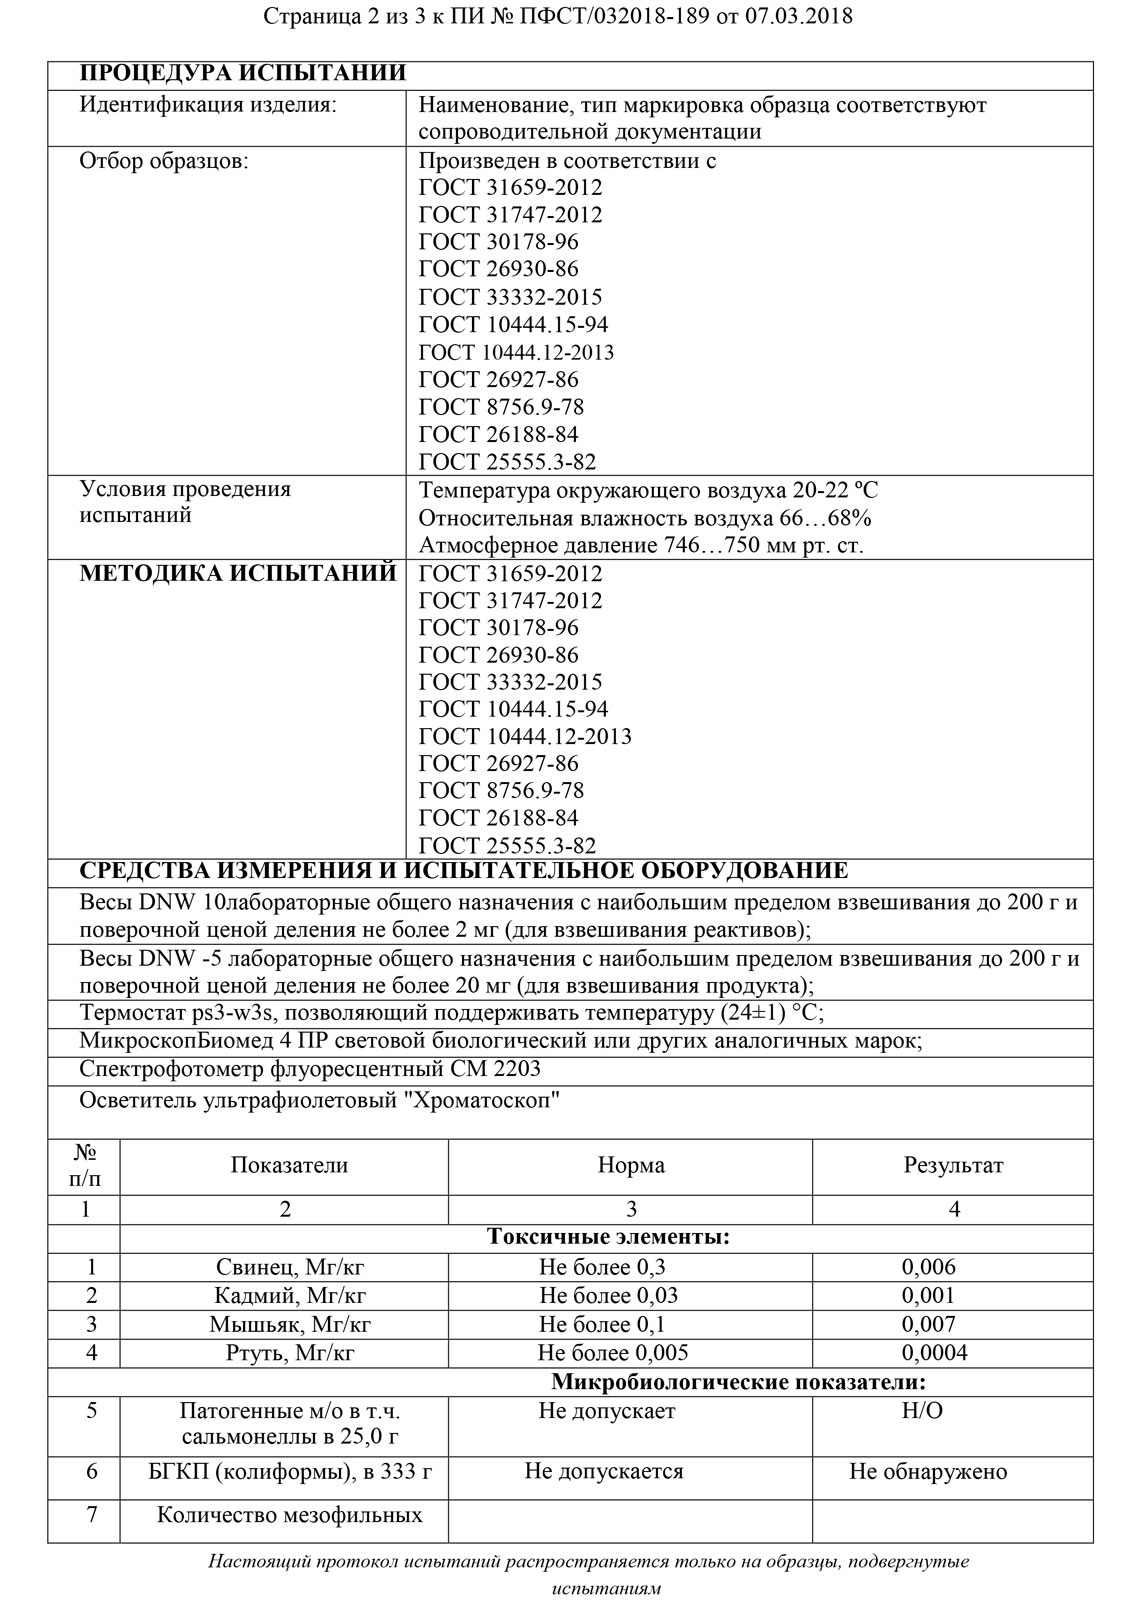 Страница 2 из 3 к ПИ № ПФСТ/032018-189 от 07.03.2018
ПРОЦЕДУРА ИСПЫТАНИЙ
Идентификация изделия:
Наименование, тип маркировка образца соответствуют
сопроводительной документации
Отбор образцов:
Произведен в соответствии с
ГОСТ 31659-2012
ГОСТ 31747-2012
ГОСТ 30178-96
ГОСТ 26930-86
ГОСТ 33332-2015
ГОСТ 10444.15-94
ГОСТ 10444.12-2013
ГОСТ 26927-86
ГОСТ 8756.9-78
ГОСТ 26188-84
ГОСТ 25555.3-82
Условия проведения
испытаний
Температура окружающего воздуха 20-22 ºС
Относительная влажность воздуха 66…68%
Атмосферное давление 746…750 мм рт. ст.
МЕТОДИКА ИСПЫТАНИЙ
ГОСТ 31659-2012
ГОСТ 31747-2012
ГОСТ 30178-96
ГОСТ 26930-86
ГОСТ 33332-2015
ГОСТ 10444.15-94
ГОСТ 10444.12-2013
ГОСТ 26927-86
ГОСТ 8756.9-78
ГОСТ 26188-84
ГОСТ 25555.3-82
СРЕДСТВА ИЗМЕРЕНИЯ И ИСПЫТАТЕЛЬНОЕ ОБОРУДОВАНИЕ
Весы DNW 10лабораторные общего назначения с наибольшим пределом взвешивания до 200 г и
поверочной ценой деления не более 2 мг (для взвешивания реактивов);
Весы DNW -5 лабораторные общего назначения с наибольшим пределом взвешивания до 200 г и
поверочной ценой деления не более 20 мг (для взвешивания продукта);
Термостат ps3-w3s, позволяющий поддерживать температуру (24±1) °С;
МикроскопБиомед 4 ПР световой биологический или других аналогичных марок;
Спектрофотометр флуоресцентный СМ 2203
Осветитель ультрафиолетовый "Хроматоскоп"
№
п/п
Показатели
Норма
Результат
1 2 3 4
Токсичные элементы:
1 Свинец, Мг/кг Не более 0,3 0,006
2 Кадмий, Мг/кг Не более 0,03 0,001
3 Мышьяк, Мг/кг Не более 0,1 0,007
4 Ртуть, Мг/кг Не более 0,005 0,0004
Микробиологические показатели:
5 Патогенные м/о в т.ч. Не допускает Н/О
сальмонеллы в 25,0 г
6 БГКП (колиформы), в 333 г Не допускается Не обнаружено
7 Количество мезофильных
Настоящий протокол испытаний распространяется только на образцы, подвергнутые
испытаниям